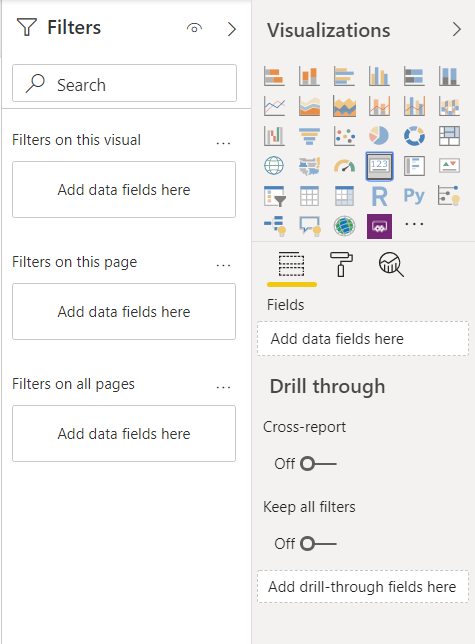 Filters
Search
Filters on this visual
...
Add data fields here
Filters on this page
...
Add data fields here
Filters on all pages
...
Add data fields here
Visualizations
123
R
Py
...
Fields
Add data fields here
Drill through
Cross-report
Off
Keep all filters
Off
Add drill-through fields here